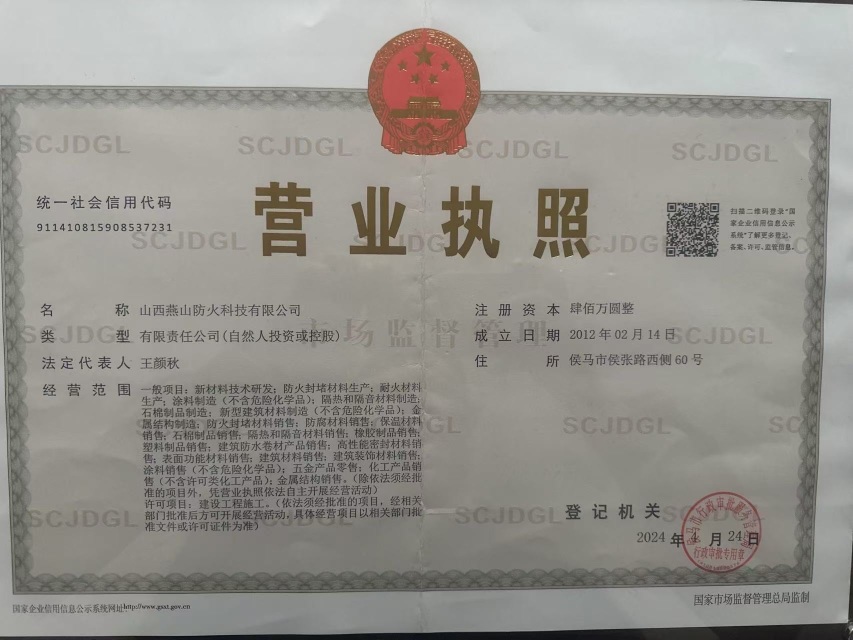 营业执照
统一社会信用代码
911410815908537231
扫描二维码登录“国
家企业信用信息公示
系统”了解更多登记、
备案、许可、监管信息。
名称 山西燕山防火科技有限公司
类型 有限责任公司(自然人投资或控股)
法定代表人 王颜秋
经营范围 一般项目:新材料技术研发;防火封堵材料生产;耐火材料
生产;涂料制造(不含危险化学品);隔热和隔音材料制造;
石棉制品制造;新型建筑材料制造(不含危险化学品);金
属结构制造;防火封堵材料销售;防腐材料销售;保温材料
销售;石棉制品销售;隔热和隔音材料销售;橡胶制品销售;
塑料制品销售;建筑防水卷材产品销售;高性能密封材料销
售;表面功能材料销售;建筑材料销售;建筑装饰材料销售;
涂料销售(不含危险化学品);五金产品零售;化工产品销
售(不含许可类化工产品);金属结构销售。(除依法须经批
准的项目外,凭营业执照依法自主开展经营活动)
许可项目:建设工程施工。(依法须经批准的项目,经相关
部门批准后方可开展经营活动,具体经营项目以相关部门批
准文件或许可证件为准)
注册资本 肆佰万圆整
成立日期 2012年02月14日
住所 侯马市侯张路西侧60号
登记机关
2024年4月24日
行政审批专用章
国家企业信用信息公示系统网址:http://www.gsxt.gov.cn
国家市场监督管理总局监制
市场监督管理
SCJDGL